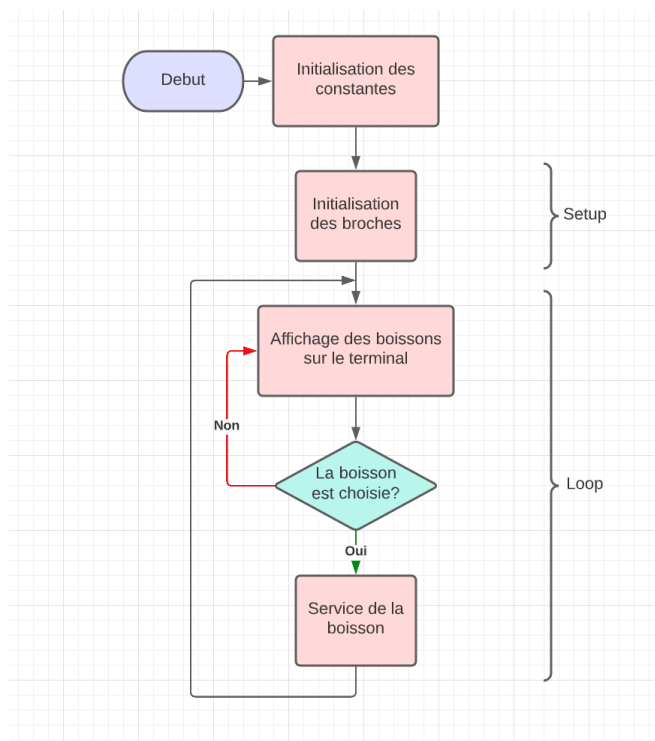 Debut
Initialisation des
constantes
Initialisation
des broches
Setup
Affichage des boissons
sur le terminal
Non
La boisson
est choisie?
Loop
Oui
Service de la
boisson